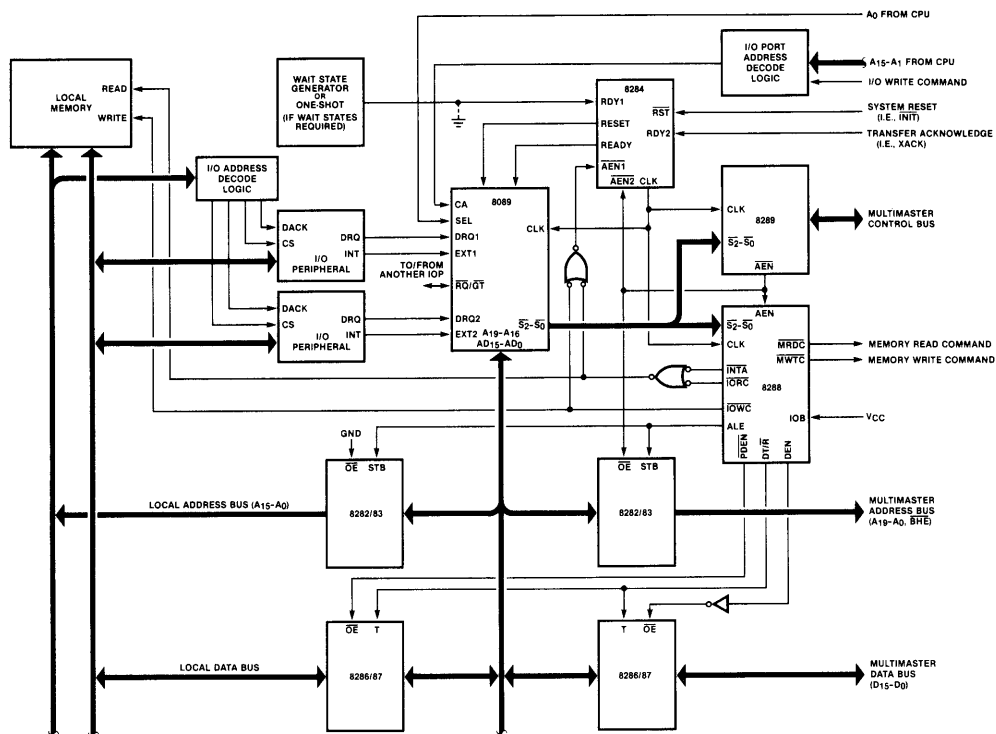 A0 FROM CPU
I/O PORT
ADDRESS
DECODE
LOGIC
A15-A1 FROM CPU
I/O WRITE COMMAND
LOCAL
MEMORY
READ
WRITE
WAIT STATE
GENERATOR
OR
ONE-SHOT
(IF WAIT STATES
REQUIRED)
8284
RDY1
RESET
READY
AEN1
AEN2
CLK
RST
RDY2
SYSTEM RESET
(I.E., INIT)
TRANSFER ACKNOWLEDGE
(I.E., XACK)
I/O ADDRESS
DECODE
LOGIC
DACK
CS
DRQ
INT
I/O PERIPHERAL
DACK
CS
DRQ
INT
I/O PERIPHERAL
8089
CA
SEL
DRQ1
EXT1
TO/FROM
ANOTHER IOP
RQ/GT
DRQ2
EXT2
CLK
S2-S0
A19-A16
AD15-AD0
CLK
8289
S2-S0
AEN
MULTIMASTER
CONTROL BUS
AEN
S2-S0
CLK
MRDC
MWTC
8288
INTA
IORC
IOWC
ALE
IOB
PDEN
DT/R
DEN
MEMORY READ COMMAND
MEMORY WRITE COMMAND
VCC
GND
OE STB
8282/83
OE STB
8282/83
LOCAL ADDRESS BUS (A15-A0)
MULTIMASTER
ADDRESS BUS
(A19-A0, BHE)
OE T
8286/87
T OE
8286/87
LOCAL DATA BUS
MULTIMASTER
DATA BUS
(D15-D0)